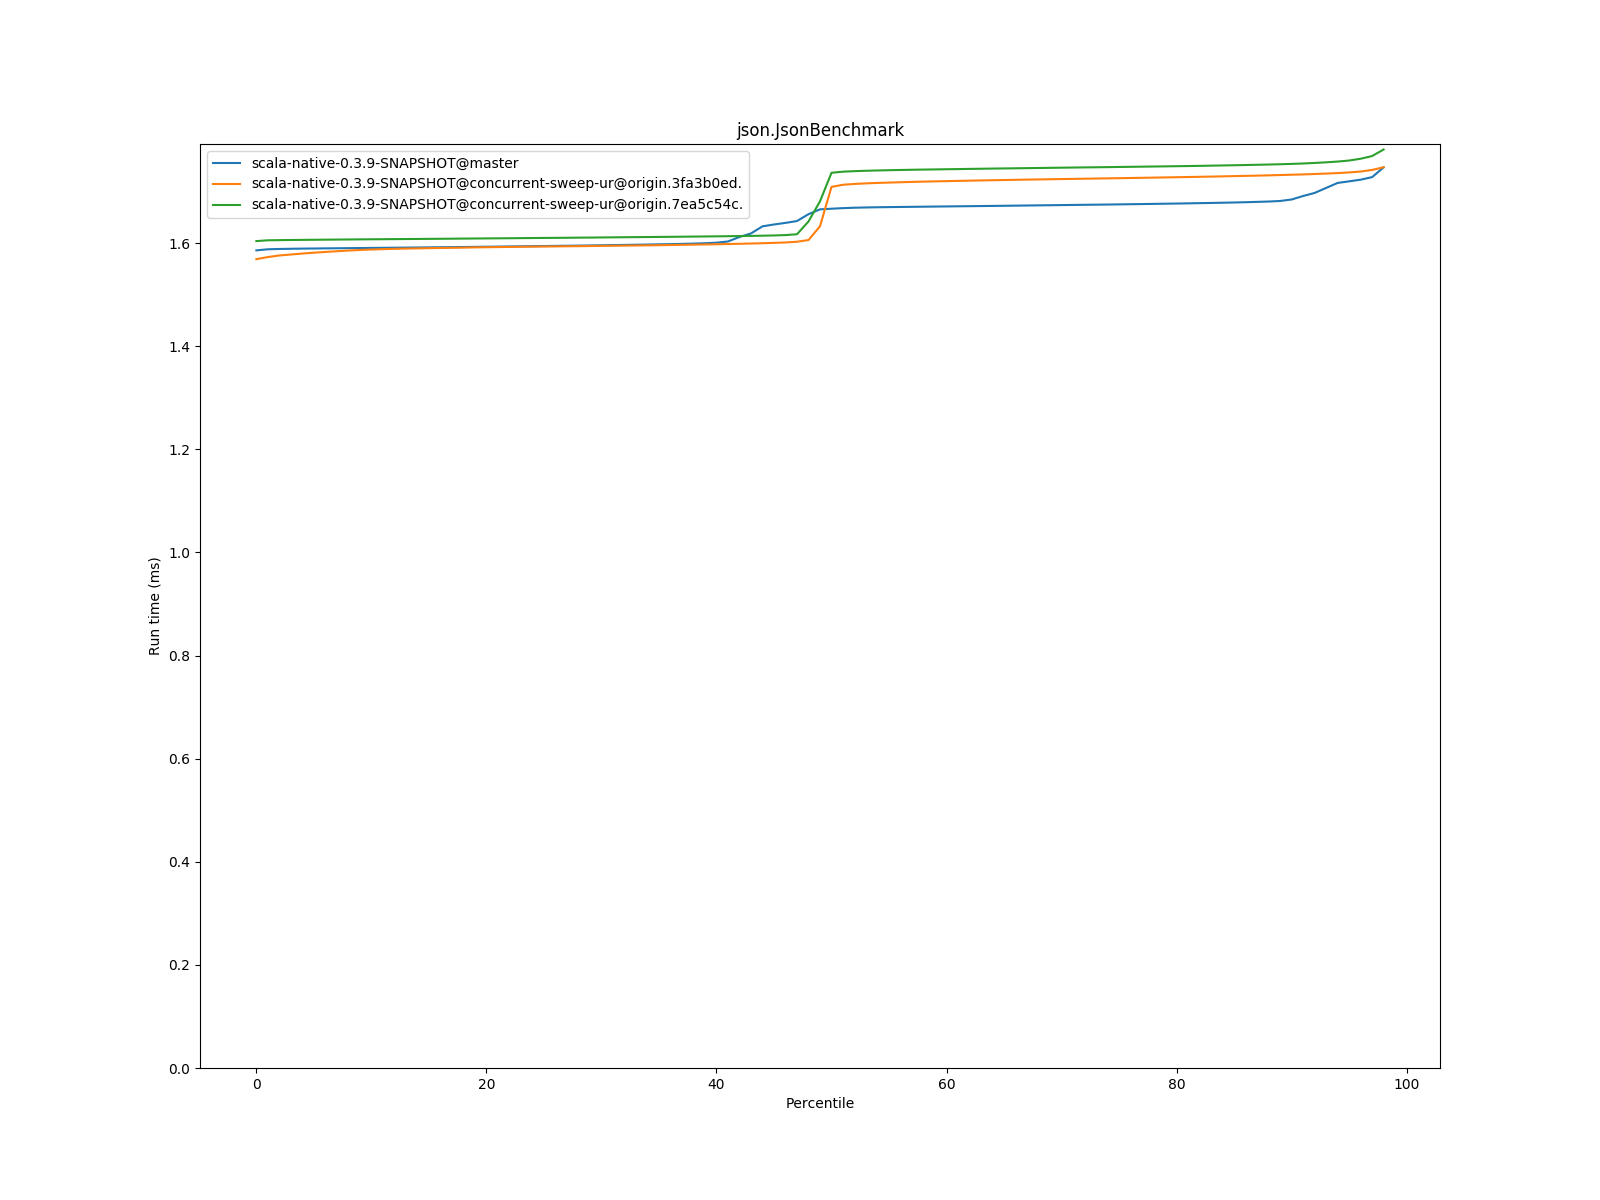 json.JsonBenchmark
scala-native-0.3.9-SNAPSHOT@master
scala-native-0.3.9-SNAPSHOT@concurrent-sweep-ur@origin.3fa3b0ed.
scala-native-0.3.9-SNAPSHOT@concurrent-sweep-ur@origin.7ea5c54c.
1.6
1.4
1.2
1.0
0.8
0.6
0.4
0.2
0.0
Run time (ms)
0 20 40 60 80 100
Percentile